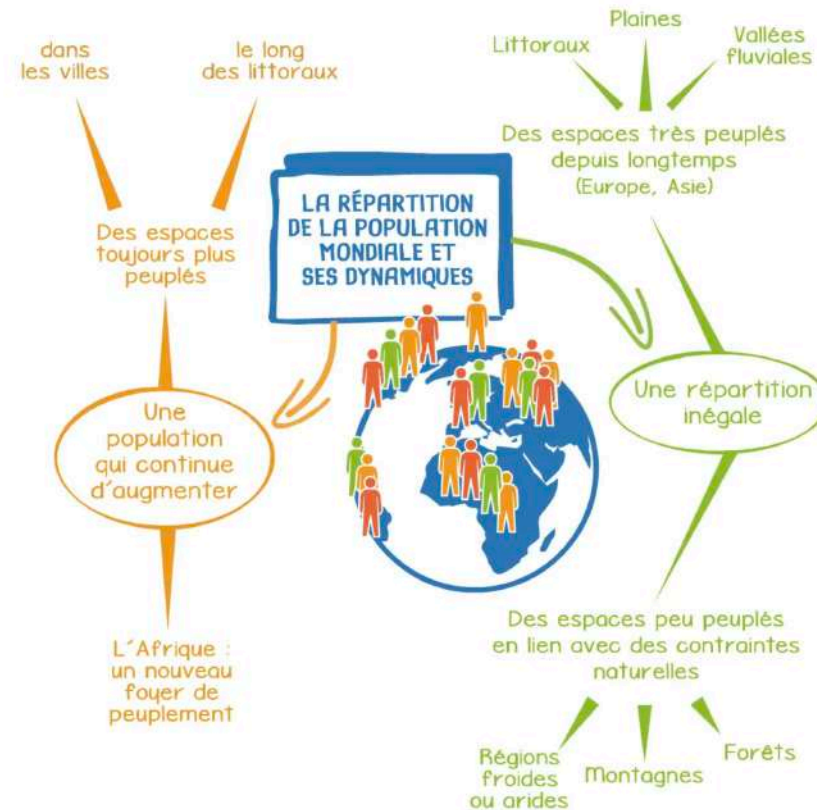 LA RÉPARTITION
DE LA POPULATION
MONDIALE ET
SES DYNAMIQUES
dans
les villes
le long
des littoraux
Des espaces
toujours plus
peuplés
Une
population
qui continue
d'augmenter
L'Afrique :
un nouveau
foyer de
peuplement
Littoraux
Plaines
Vallées
fluviales
Des espaces très peuplés
depuis longtemps
(Europe, Asie)
Une répartition
inégale
Des espaces peu peuplés
en lien avec des contraintes
naturelles
Régions
froides
ou arides
Montagnes
Forêts